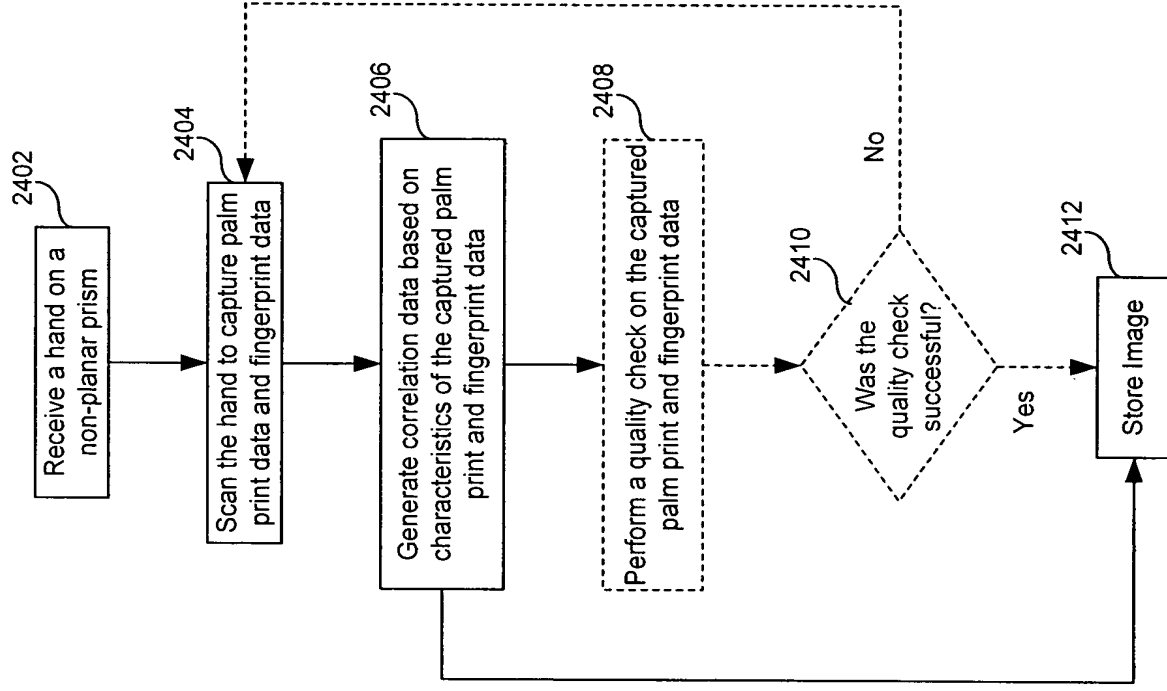 2402
Receive a hand on a
non-planar prism
2404
Scan the hand to capture palm
print data and fingerprint data
2406
Generate correlation data based on
characteristics of the captured palm
print and fingerprint data
2408
Perform a quality check on the captured
palm print and fingerprint data
2410
Was the
quality check
successful?
No
Yes
2412
Store Image